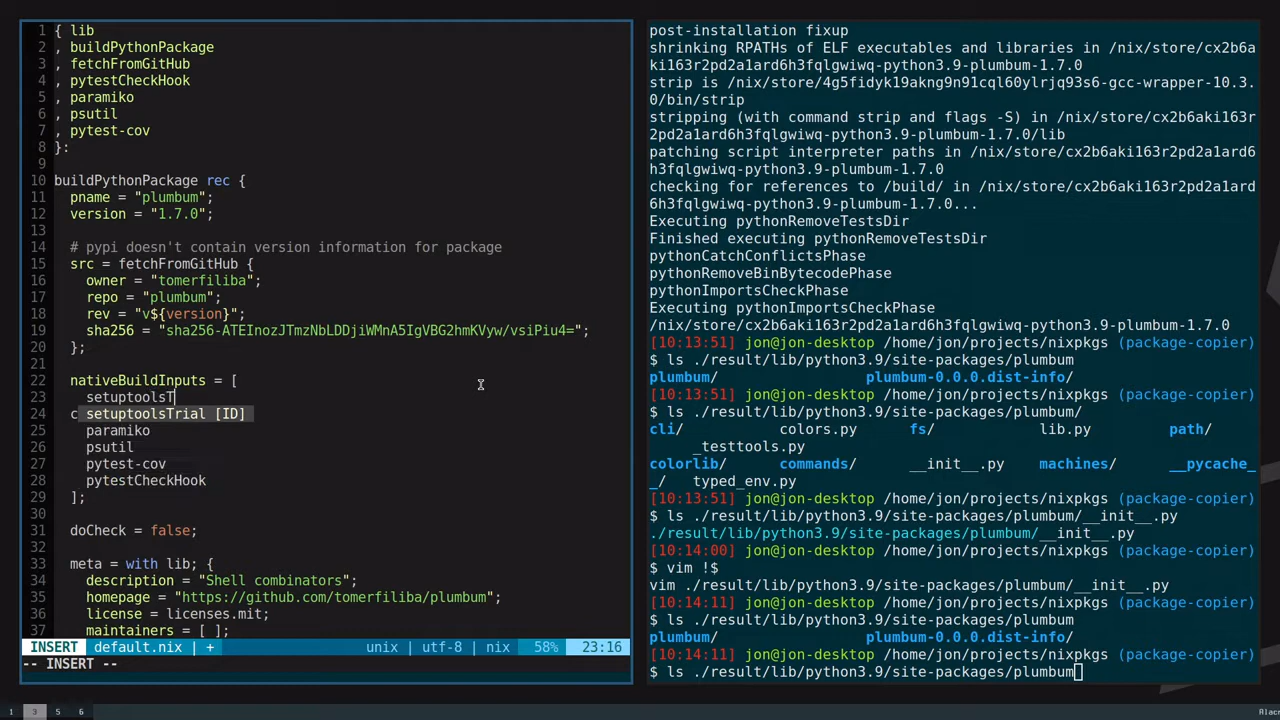 1 { lib
2 , buildPythonPackage
3 , fetchFromGitHub
4 , pytestCheckHook
5 , paramiko
6 , psutil
7 , pytest-cov
8 }:
9
10 buildPythonPackage rec {
11 pname = "plumbum";
12 version = "1.7.0";
13
14 # pypi doesn't contain version information for package
15 src = fetchFromGitHub {
16 owner = "tomerfiliba";
17 repo = "plumbum";
18 rev = "v${version}";
19 sha256 = "sha256-ATEInozJTmzNbLDDjiWMnA5IgVBG2hmKVyw/vsiPiu4=";
20 };
21
22 nativeBuildInputs = [
23 setuptoolsT
24 c setuptoolsTrial [ID]
25 paramiko
26 psutil
27 pytest-cov
28 pytestCheckHook
29 ];
30
31 doCheck = false;
32
33 meta = with lib; {
34 description = "Shell combinators";
35 homepage = "https://github.com/tomerfiliba/plumbum";
36 license = licenses.mit;
37 maintainers = [ ];
INSERT default.nix | + unix | utf-8 | nix 58% 23:16
-- INSERT --
post-installation fixup
shrinking RPATHs of ELF executables and libraries in /nix/store/cx2b6a
ki163r2pd2a1ard6h3fqlgwiwq-python3.9-plumbum-1.7.0
strip is /nix/store/4g5fidyk19akng9n91cql60ylrjq93s6-gcc-wrapper-10.3.
0/bin/strip
stripping (with command strip and flags -S) in /nix/store/cx2b6aki163r
2pd2a1ard6h3fqlgwiwq-python3.9-plumbum-1.7.0/lib
patching script interpreter paths in /nix/store/cx2b6aki163r2pd2a1ard6
h3fqlgwiwq-python3.9-plumbum-1.7.0
checking for references to /build/ in /nix/store/cx2b6aki163r2pd2a1ard
6h3fqlgwiwq-python3.9-plumbum-1.7.0...
Executing pythonRemoveTestsDir
Finished executing pythonRemoveTestsDir
pythonCatchConflictsPhase
pythonRemoveBinBytecodePhase
pythonImportsCheckPhase
Executing pythonImportsCheckPhase
/nix/store/cx2b6aki163r2pd2a1ard6h3fqlgwiwq-python3.9-plumbum-1.7.0
[10:13:51] jon@jon-desktop /home/jon/projects/nixpkgs (package-copier)
$ ls ./result/lib/python3.9/site-packages/plumbum
plumbum/ plumbum-0.0.0.dist-info/
[10:13:51] jon@jon-desktop /home/jon/projects/nixpkgs (package-copier)
$ ls ./result/lib/python3.9/site-packages/plumbum/
cli/ colors.py fs/ lib.py path/
_testtools.py
colorlib/ commands/ __init__.py machines/ __pycache_
_/ typed_env.py
[10:13:51] jon@jon-desktop /home/jon/projects/nixpkgs (package-copier)
$ ls ./result/lib/python3.9/site-packages/plumbum/__init__.py
./result/lib/python3.9/site-packages/plumbum/__init__.py
[10:14:00] jon@jon-desktop /home/jon/projects/nixpkgs (package-copier)
$ vim !$
vim ./result/lib/python3.9/site-packages/plumbum/__init__.py
[10:14:11] jon@jon-desktop /home/jon/projects/nixpkgs (package-copier)
$ ls ./result/lib/python3.9/site-packages/plumbum
plumbum/ plumbum-0.0.0.dist-info/
[10:14:11] jon@jon-desktop /home/jon/projects/nixpkgs (package-copier)
$ ls ./result/lib/python3.9/site-packages/plumbum
1 3 5 6 Alacr